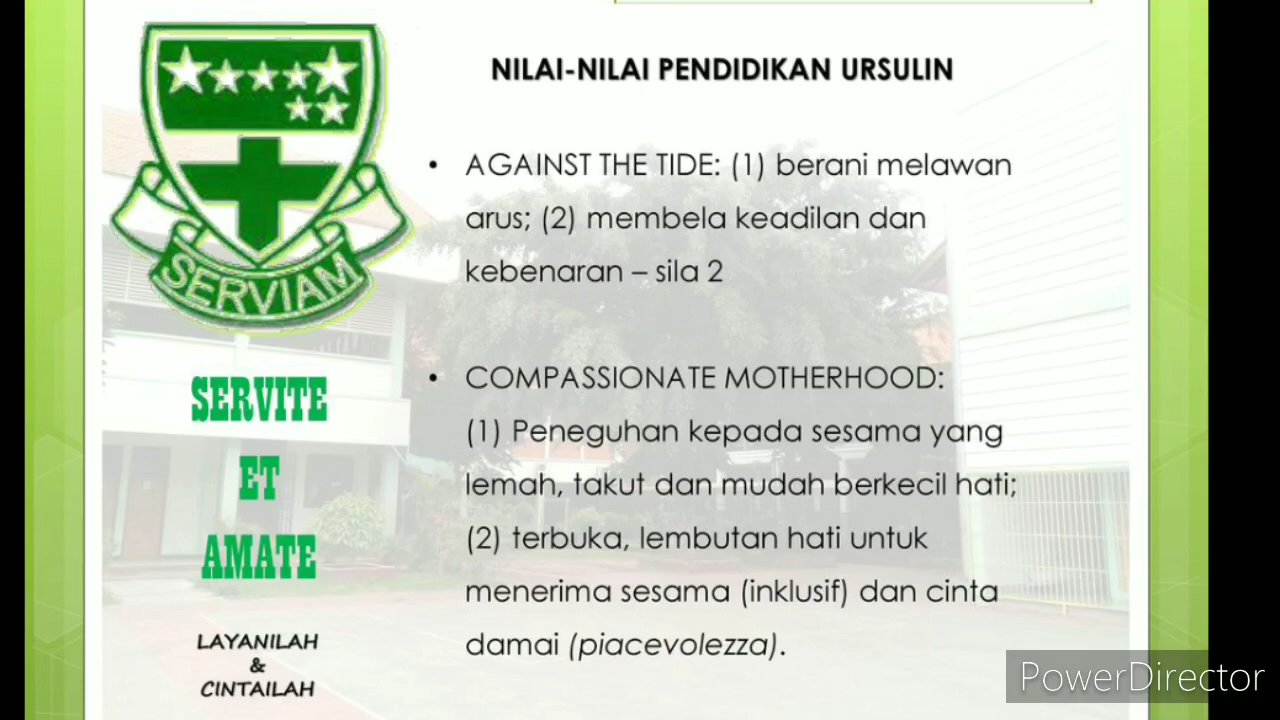 SERVIAM
SERVITE
ET
AMATE
LAYANILAH
&
CINTAILAH
NILAI-NILAI PENDIDIKAN URSULIN
• AGAINST THE TIDE: (1) berani melawan
arus; (2) membela keadilan dan
kebenaran – sila 2
• COMPASSIONATE MOTHERHOOD:
(1) Peneguhan kepada sesama yang
lemah, takut dan mudah berkecil hati;
(2) terbuka, lembutan hati untuk
menerima sesama (inklusif) dan cinta
damai (piacevolezza).
PowerDirector